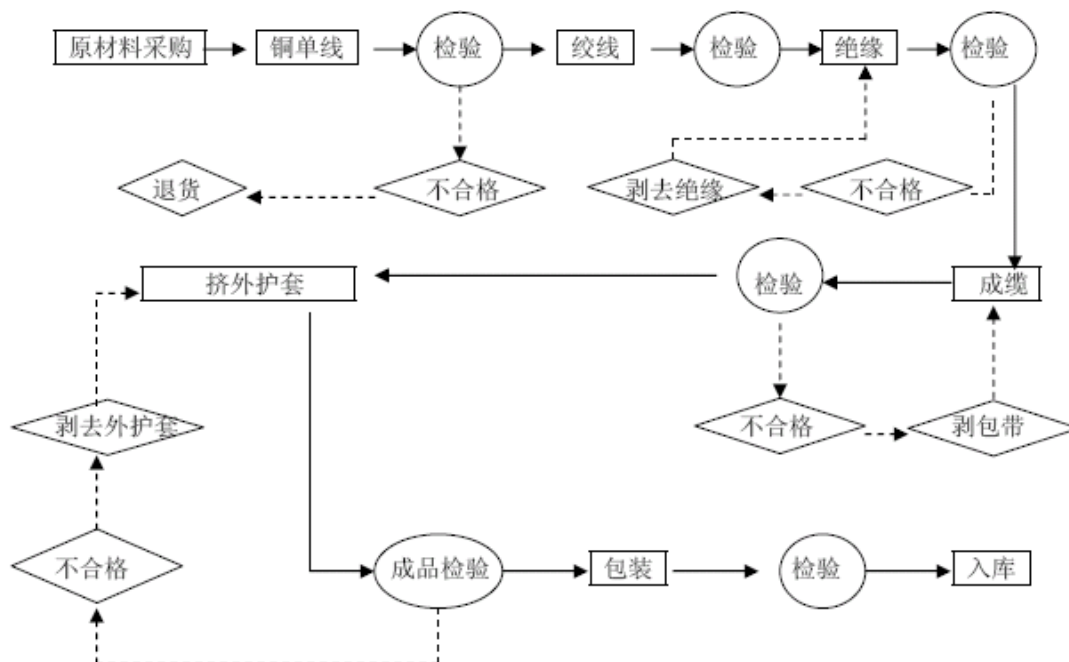 原材料采购
铜单线
检验
绞线
检验
绝缘
检验
退货
不合格
剥去绝缘
不合格
挤外护套
检验
成缆
剥去外护套
不合格
剥包带
不合格
成品检验
包装
检验
入库